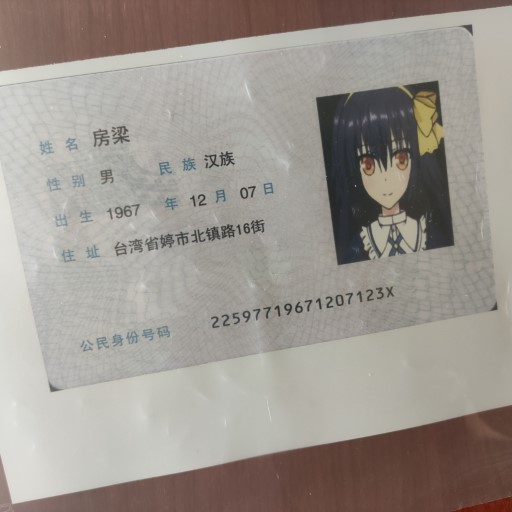 姓名 房梁
性别 男 民族 汉族
出生 1967 年 12 月 07 日
住址 台湾省婷市北镇路16街
公民身份号码 22597719671207123X